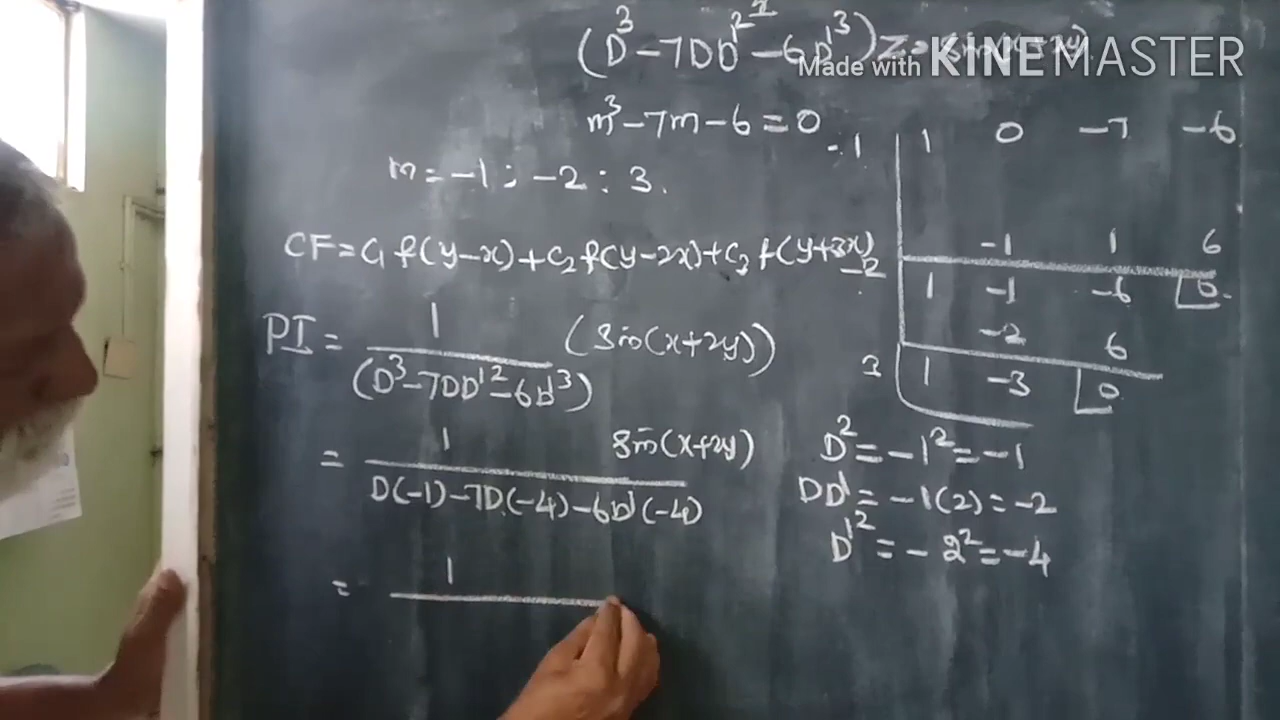 (D³ - 7DD'² - 6D'³) Z = Sin(x+2y)
Made with KINEMASTER
m³ - 7m - 6 = 0
m = -1 ; -2 : 3.
-1 | 1 0 -7 -6
-1 1 6
CF = C₁ f(y-x) + C₂ f(y-2x) + C₃ f(y+3x)
-2 | 1 -1 -6 0
-2 6
3 | 1 -3 0
PI = 1 / (D³ - 7DD'² - 6D'³) (Sin(x+2y))
= 1 / D(-1) - 7D(-4) - 6D'(-4) Sin(x+2y)
D² = -1² = -1
DD' = -1(2) = -2
D'² = -2² = -4
= 1